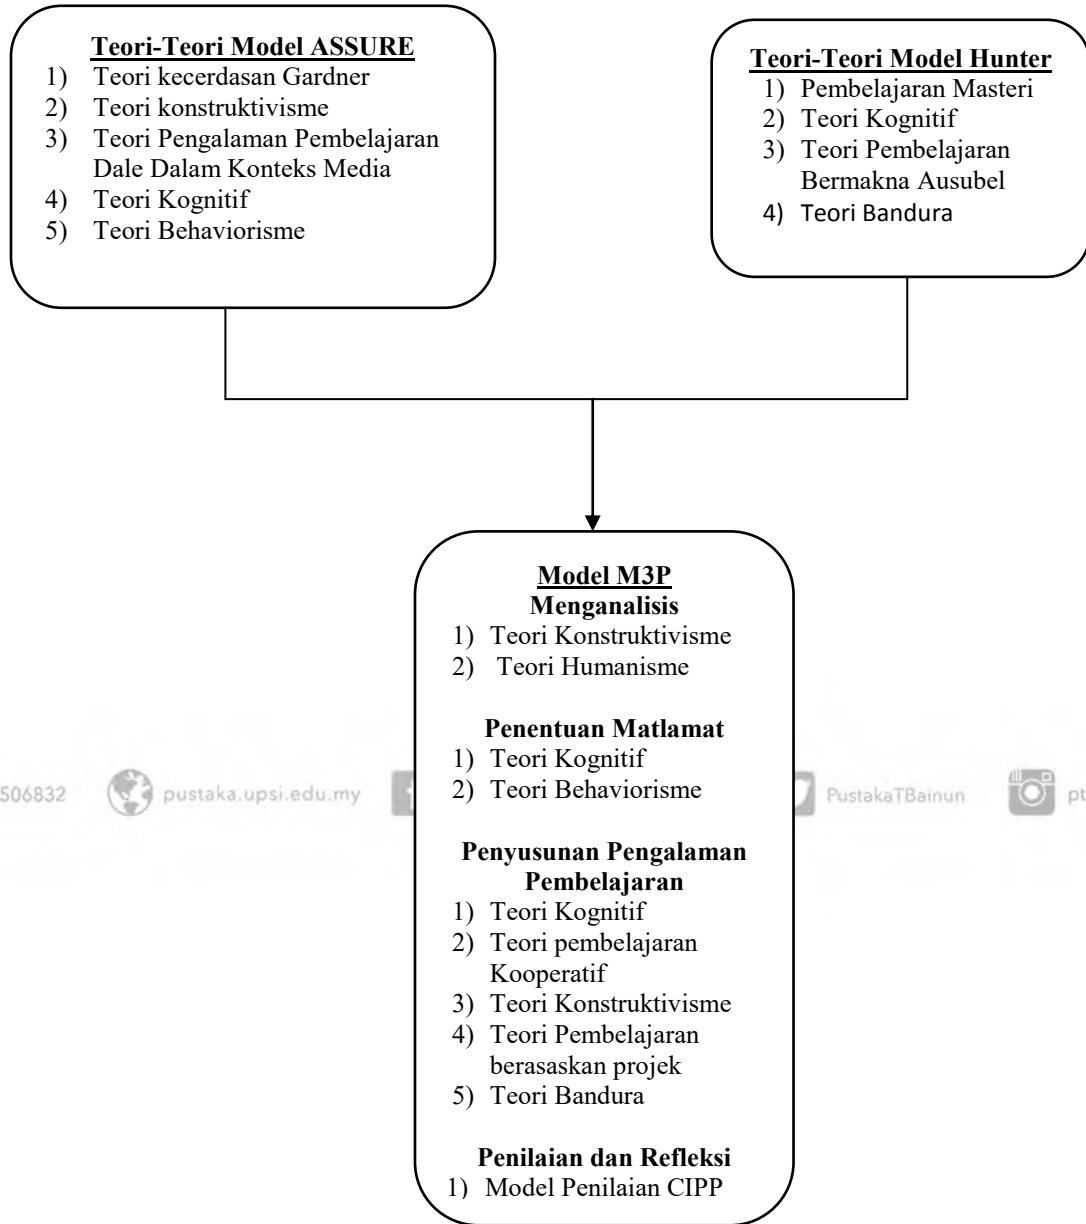 Teori-Teori Model ASSURE
1) Teori kecerdasan Gardner
2) Teori konstruktivisme
3) Teori Pengalaman Pembelajaran
Dale Dalam Konteks Media
4) Teori Kognitif
5) Teori Behaviorisme
Teori-Teori Model Hunter
1) Pembelajaran Masteri
2) Teori Kognitif
3) Teori Pembelajaran
Bermakna Ausubel
4) Teori Bandura
Model M3P
Menganalisis
1) Teori Konstruktivisme
2) Teori Humanisme
Penentuan Matlamat
1) Teori Kognitif
2) Teori Behaviorisme
506832 pustaka.upsi.edu.my PustakaTBainun pt
Penyusunan Pengalaman
Pembelajaran
1) Teori Kognitif
2) Teori pembelajaran
Kooperatif
3) Teori Konstruktivisme
4) Teori Pembelajaran
berasaskan projek
5) Teori Bandura
Penilaian dan Refleksi
1) Model Penilaian CIPP